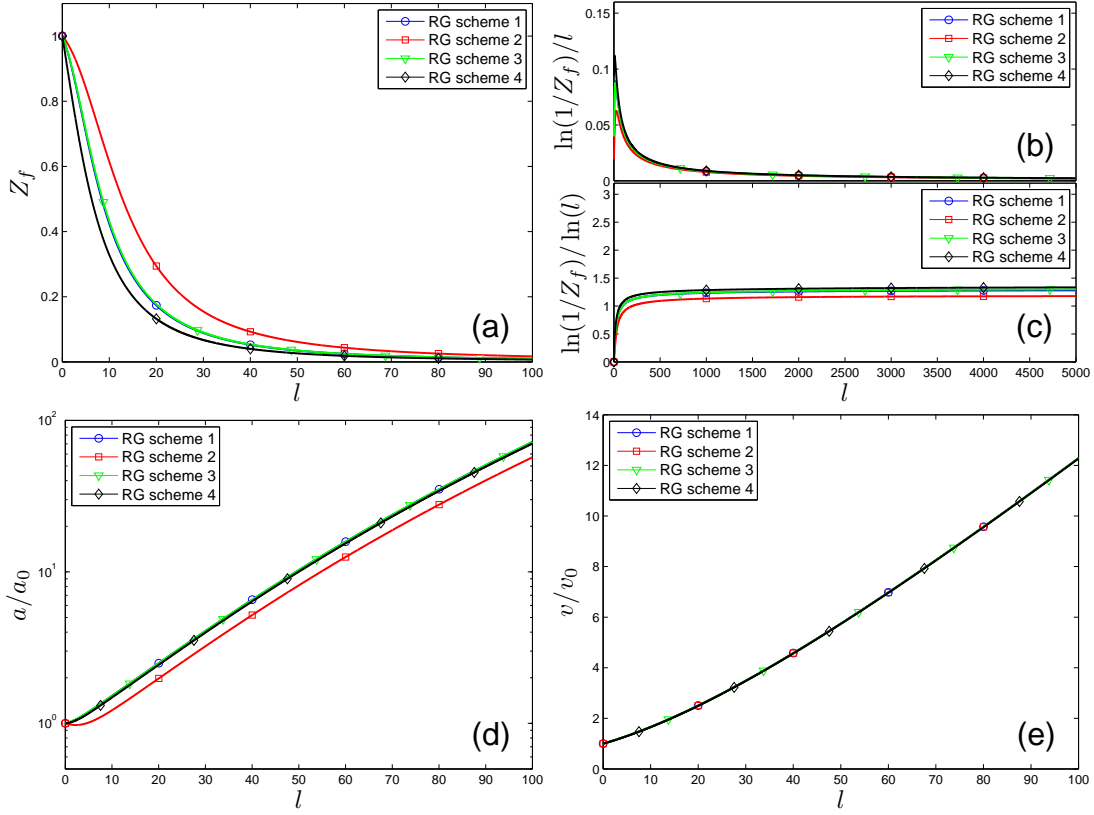 RG scheme 1
RG scheme 2
RG scheme 3
RG scheme 4
1
0.8
0.6
0.4
0.2
0
Z_f
(a)
0 10 20 30 40 50 60 70 80 90 100
l
RG scheme 1
RG scheme 2
RG scheme 3
RG scheme 4
0.15
0.1
0.05
0
ln(1/Z_f)/l
(b)
RG scheme 1
RG scheme 2
RG scheme 3
RG scheme 4
3
2.5
2
1.5
1
0.5
0
ln(1/Z_f)/ln(l)
(c)
0 500 1000 1500 2000 2500 3000 3500 4000 4500 5000
l
RG scheme 1
RG scheme 2
RG scheme 3
RG scheme 4
10^2
10^1
10^0
a/a_0
(d)
0 10 20 30 40 50 60 70 80 90 100
l
RG scheme 1
RG scheme 2
RG scheme 3
RG scheme 4
14
12
10
8
6
4
2
0
v/v_0
(e)
0 10 20 30 40 50 60 70 80 90 100
l